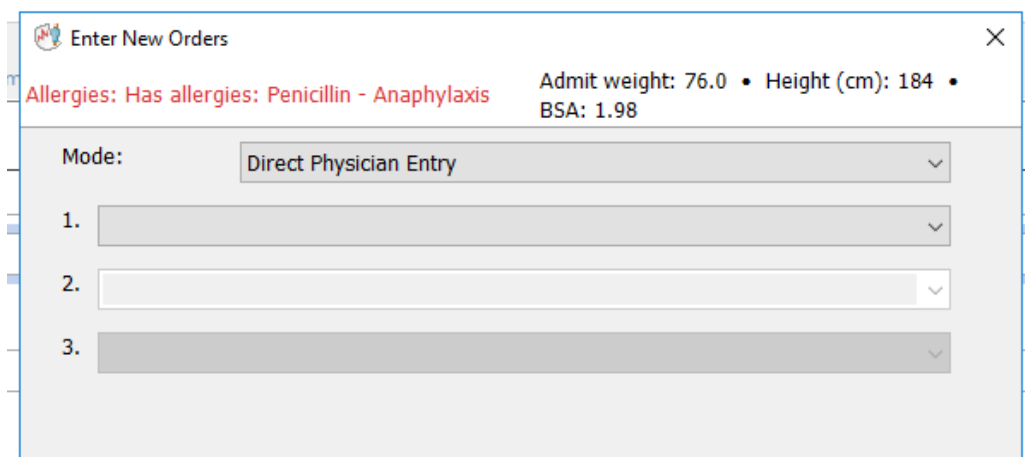 Enter New Orders
Allergies: Has allergies: Penicillin - Anaphylaxis
Admit weight: 76.0 • Height (cm): 184 •
BSA: 1.98
Mode:
Direct Physician Entry
1.
2.
3.